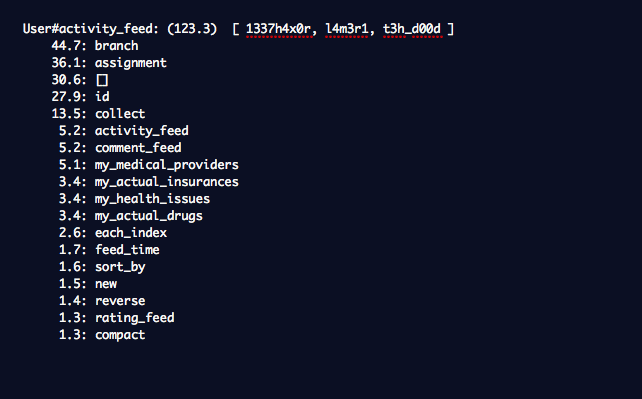 User#activity_feed: (123.3) [ 1337h4x0r, l4m3r1, t3h_d00d ]
44.7: branch
36.1: assignment
30.6: []
27.9: id
13.5: collect
5.2: activity_feed
5.2: comment_feed
5.1: my_medical_providers
3.4: my_actual_insurances
3.4: my_health_issues
3.4: my_actual_drugs
2.6: each_index
1.7: feed_time
1.6: sort_by
1.5: new
1.4: reverse
1.3: rating_feed
1.3: compact